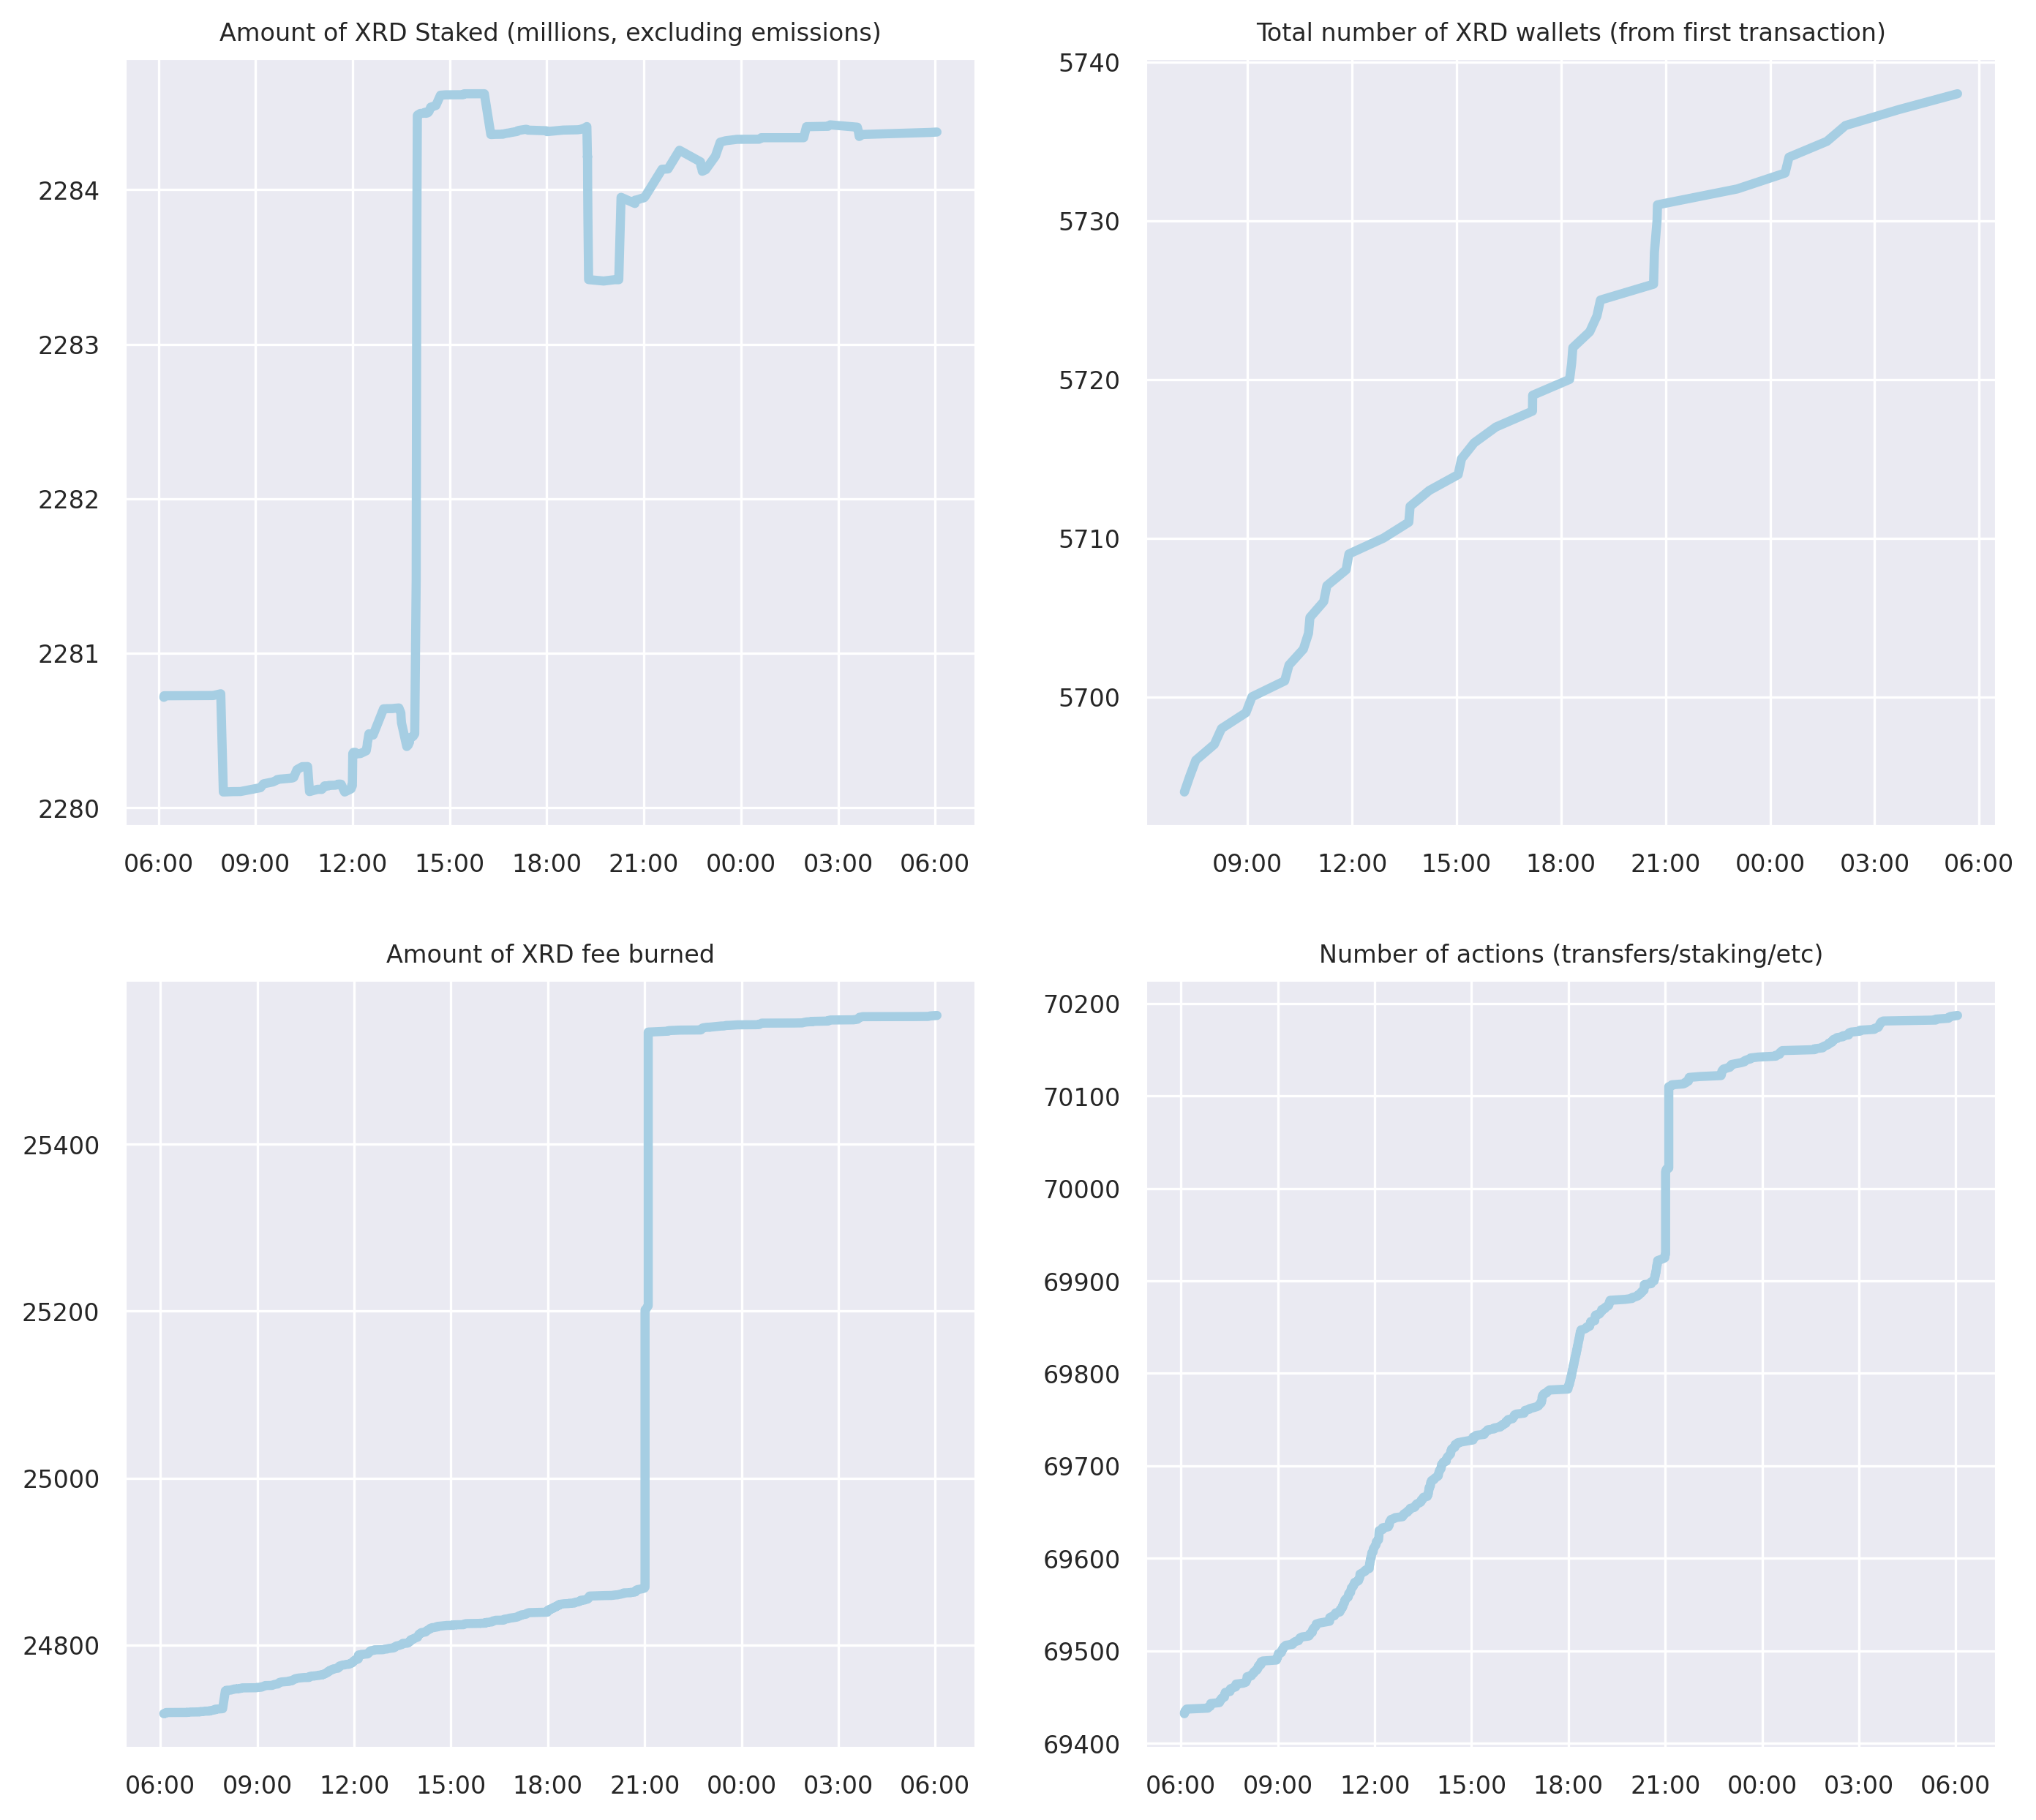 Amount of XRD Staked (millions, excluding emissions)
2284
2283
2282
2281
2280
06:00 09:00 12:00 15:00 18:00 21:00 00:00 03:00 06:00
Total number of XRD wallets (from first transaction)
5740
5730
5720
5710
5700
09:00 12:00 15:00 18:00 21:00 00:00 03:00 06:00
Amount of XRD fee burned
25400
25200
25000
24800
06:00 09:00 12:00 15:00 18:00 21:00 00:00 03:00 06:00
Number of actions (transfers/staking/etc)
70200
70100
70000
69900
69800
69700
69600
69500
69400
06:00 09:00 12:00 15:00 18:00 21:00 00:00 03:00 06:00